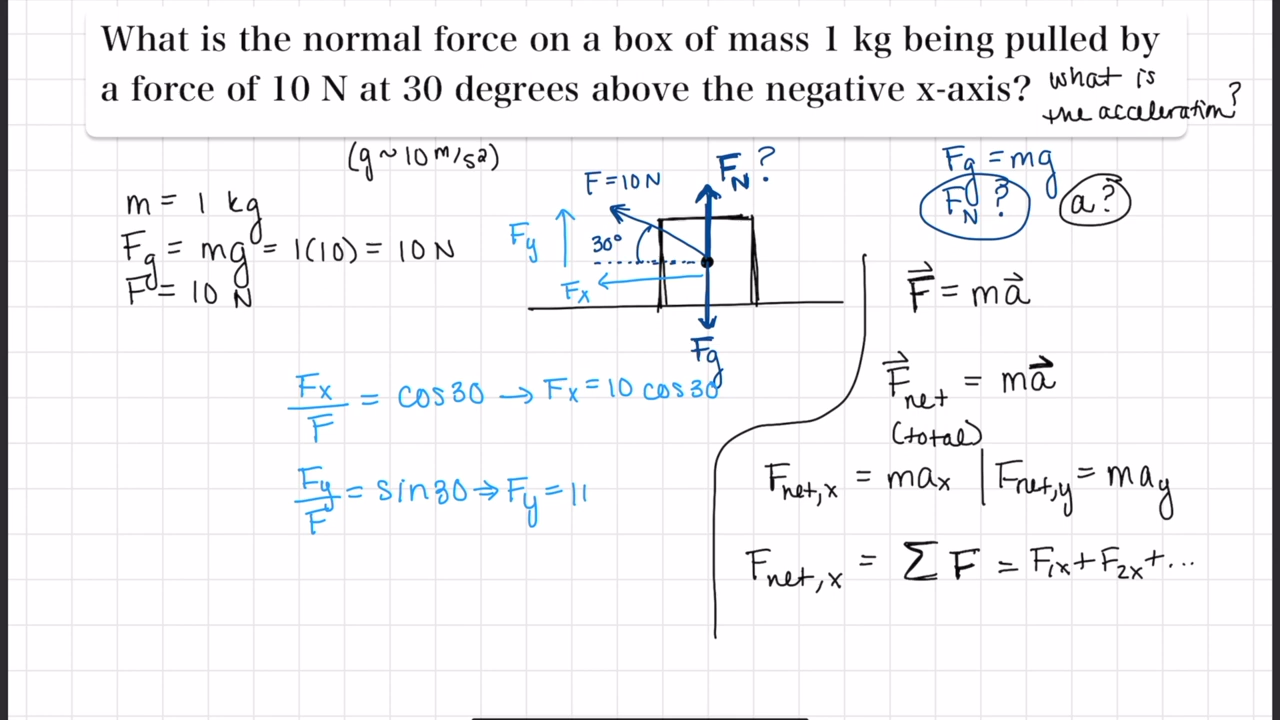 What is the normal force on a box of mass 1 kg being pulled by
a force of 10 N at 30 degrees above the negative x-axis? what is
the acceleration?
(g ~ 10 m/s2)
m = 1 kg
Fg = mg = 1(10) = 10 N
F = 10 N
F = 10 N
FN ?
Fy
30°
Fx
Fg
Fg = mg
FN ?
a?
F = ma
Fnet = ma
(total)
Fx/F = cos30 → Fx = 10 cos30
Fy/F = sin30 → Fy = 11
Fnet,x = max | Fnet,y = may
Fnet,x = Σ F = F1x + F2x + ...